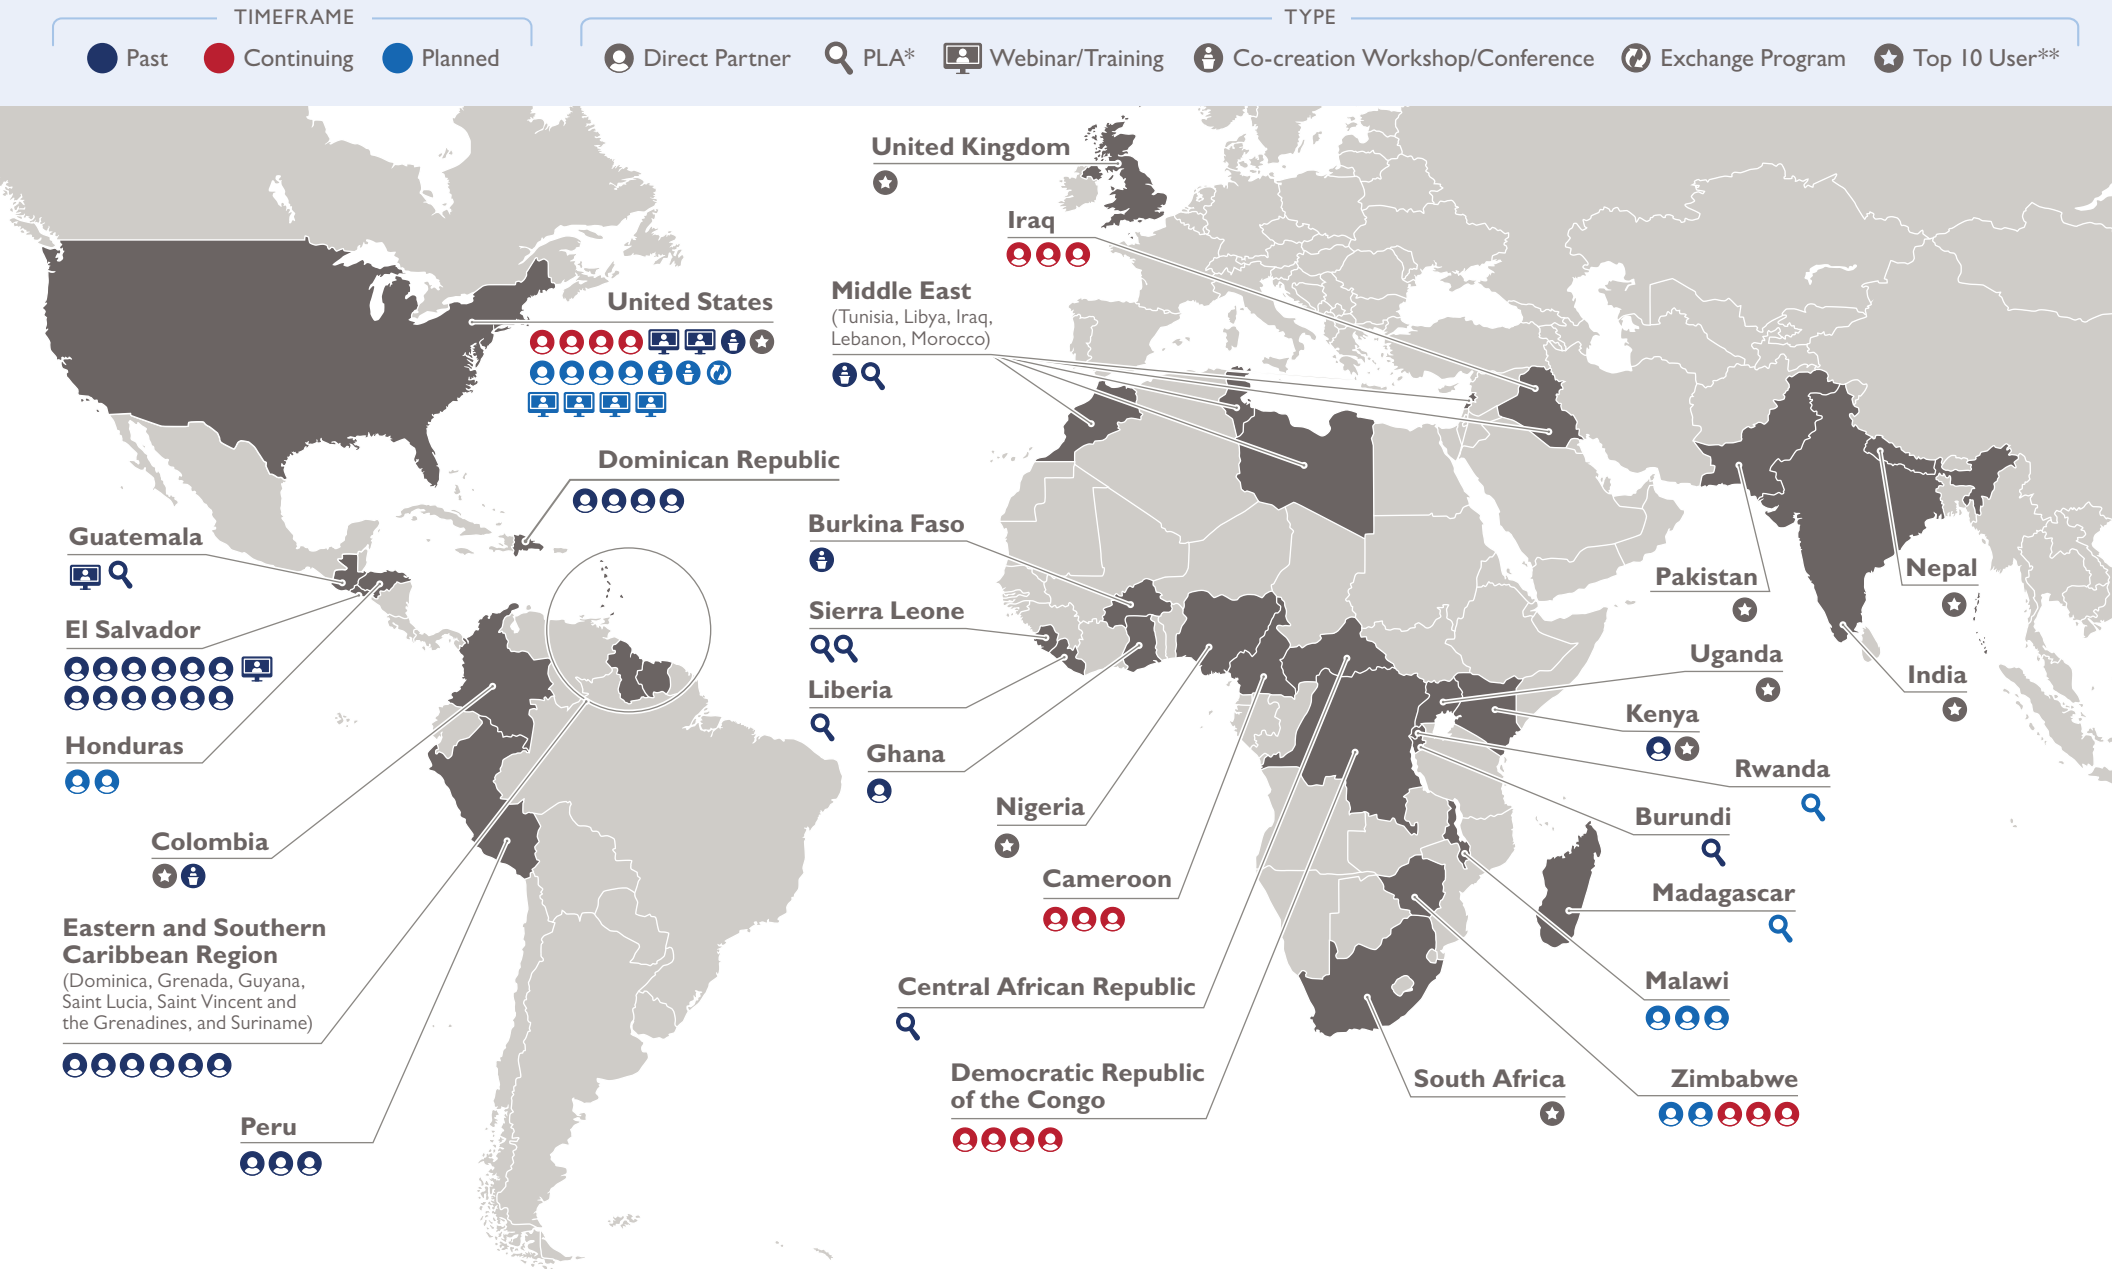 TIMEFRAME
Past
Continuing
Planned
TYPE
Direct Partner
PLA*
Webinar/Training
Co-creation Workshop/Conference
Exchange Program
Top 10 User**
United Kingdom
Iraq
Middle East
(Tunisia, Libya, Iraq,
Lebanon, Morocco)
United States
Dominican Republic
Guatemala
El Salvador
Honduras
Colombia
Eastern and Southern
Caribbean Region
(Dominica, Grenada, Guyana,
Saint Lucia, Saint Vincent and
the Grenadines, and Suriname)
Peru
Burkina Faso
Sierra Leone
Liberia
Ghana
Nigeria
Cameroon
Central African Republic
Democratic Republic
of the Congo
Pakistan
Nepal
Uganda
India
Kenya
Rwanda
Burundi
Madagascar
Malawi
South Africa
Zimbabwe